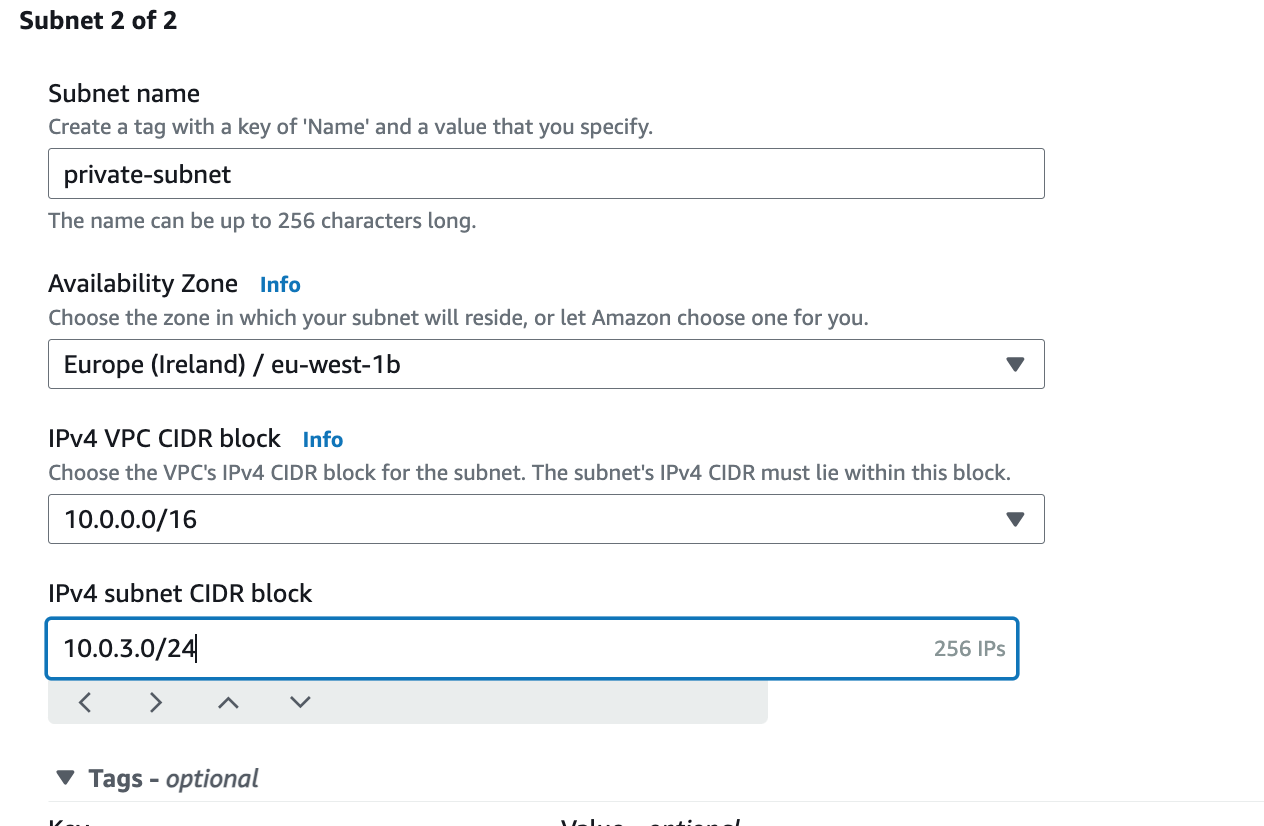 Subnet 2 of 2
Subnet name
Create a tag with a key of 'Name' and a value that you specify.
private-subnet
The name can be up to 256 characters long.
Availability Zone Info
Choose the zone in which your subnet will reside, or let Amazon choose one for you.
Europe (Ireland) / eu-west-1b
IPv4 VPC CIDR block Info
Choose the VPC's IPv4 CIDR block for the subnet. The subnet's IPv4 CIDR must lie within this block.
10.0.0.0/16
IPv4 subnet CIDR block
10.0.3.0/24 256 IPs
Tags - optional
Key Value - optional